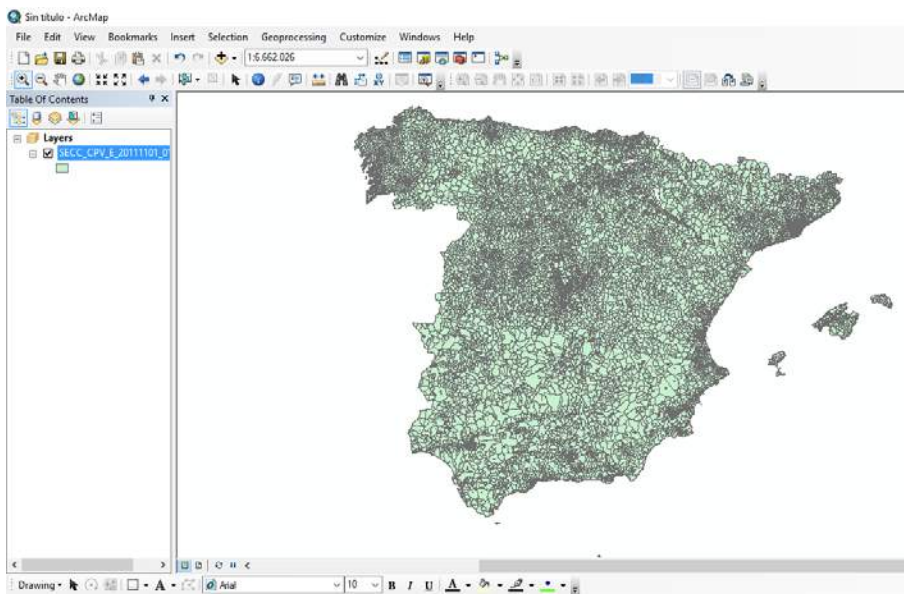 Sin título - ArcMap
File Edit View Bookmarks Insert Selection Geoprocessing Customize Windows Help
1:6.662.026
Table Of Contents
Layers
SECC_CPV_E_20111101_01
Drawing
A
Arial
10
B I U A